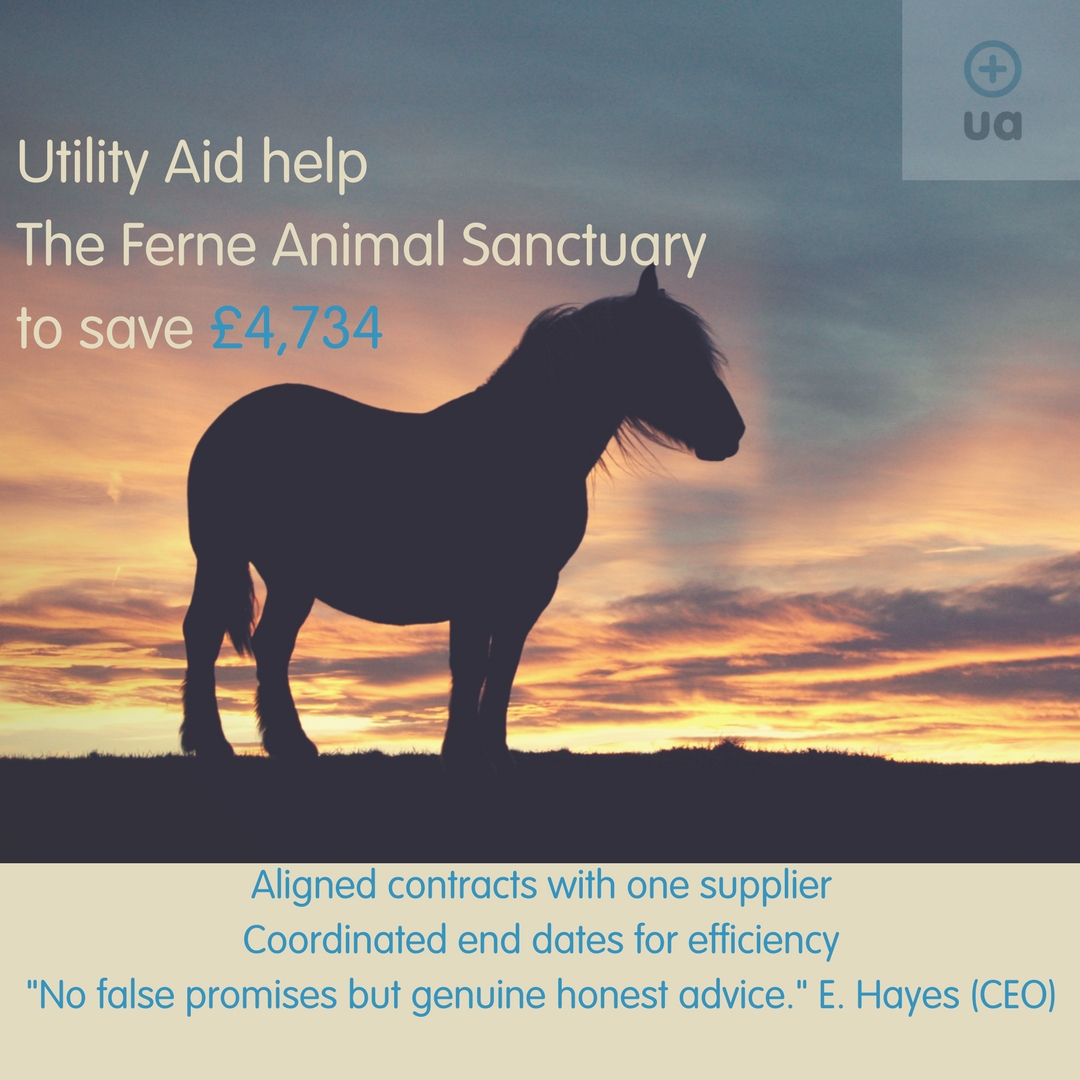 ua
Utility Aid help
The Ferne Animal Sanctuary
to save £4,734
Aligned contracts with one supplier
Coordinated end dates for efficiency
"No false promises but genuine honest advice." E. Hayes (CEO)